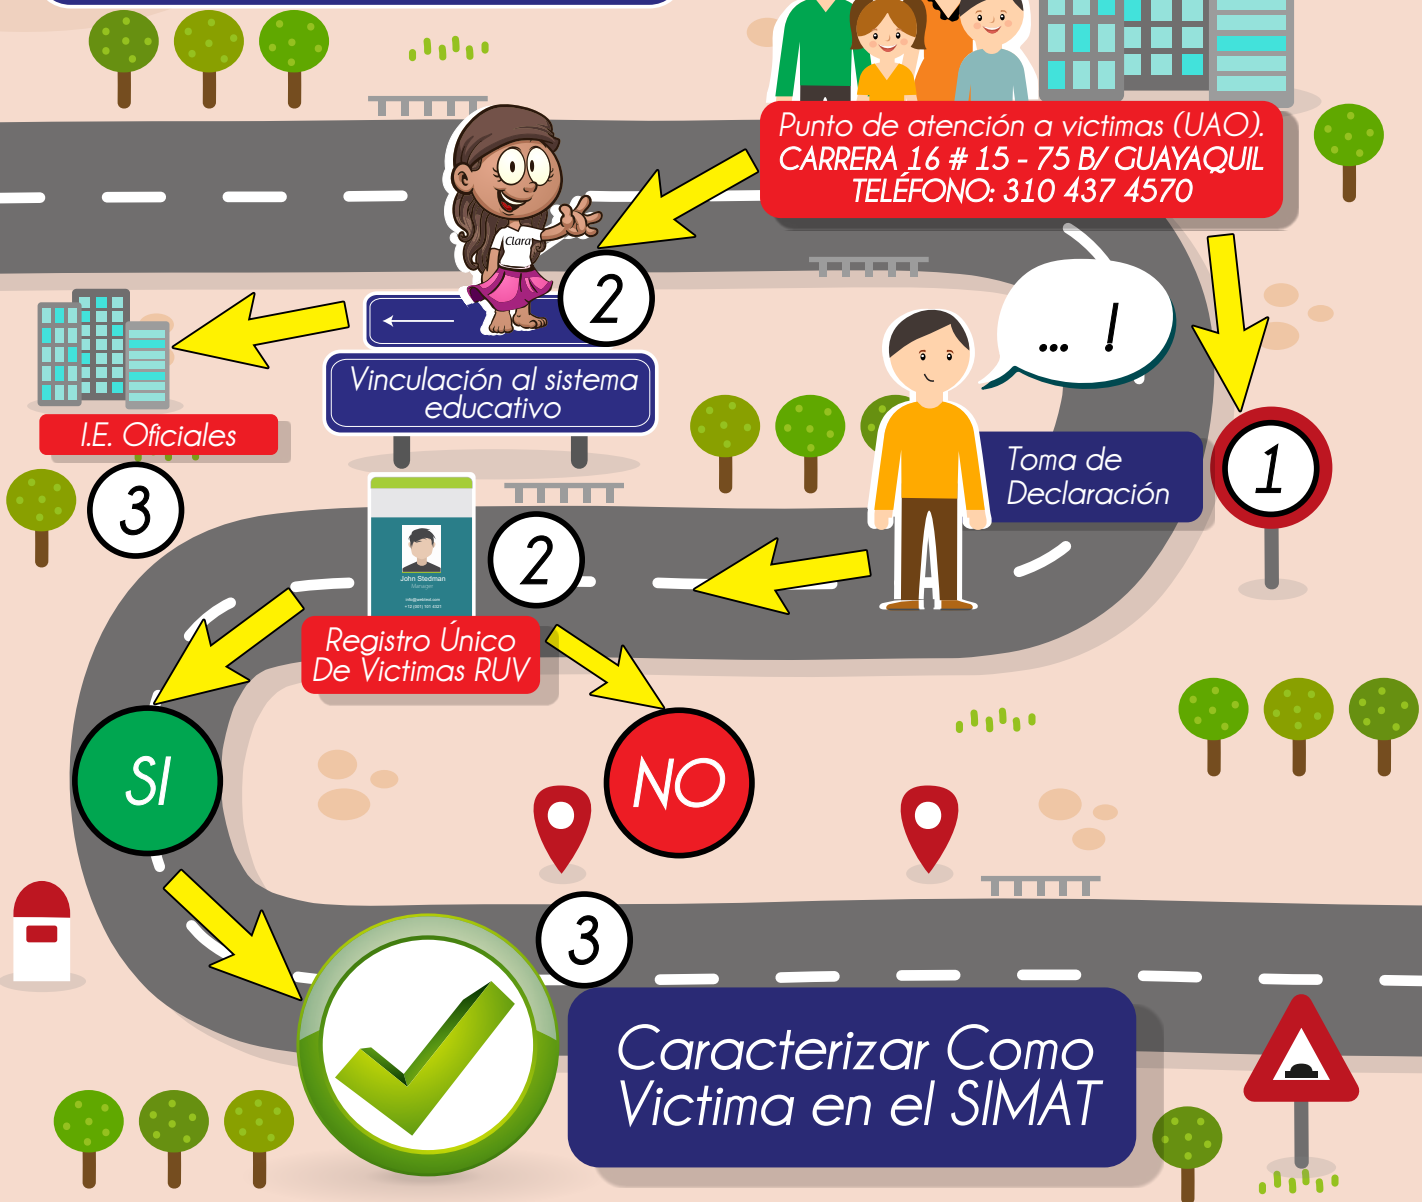 Punto de atención a victimas (UAO).
CARRERA 16 # 15 - 75 B/ GUAYAQUIL
TELÉFONO: 310 437 4570
Clara
2
... !
Vinculación al sistema
educativo
I.E. Oficiales
3
Toma de
Declaración
1
2
John Stedman
Manager
Registro Único
De Victimas RUV
SI
NO
3
Caracterizar Como
Victima en el SIMAT